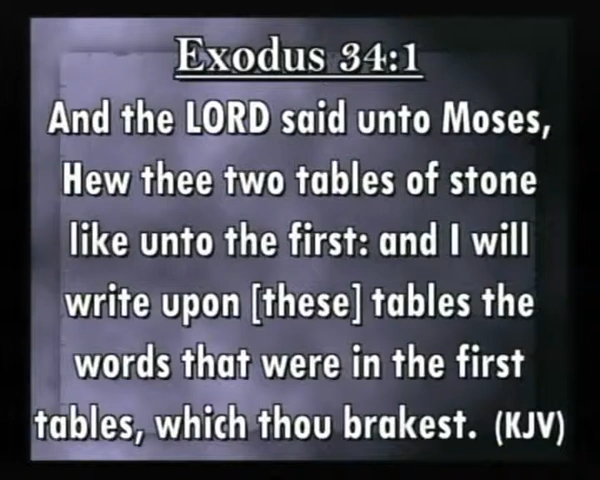 Exodus 34:1
And the LORD said unto Moses,
Hew thee two tables of stone
like unto the first: and I will
write upon [these] tables the
words that were in the first
tables, which thou brakest. (KJV)